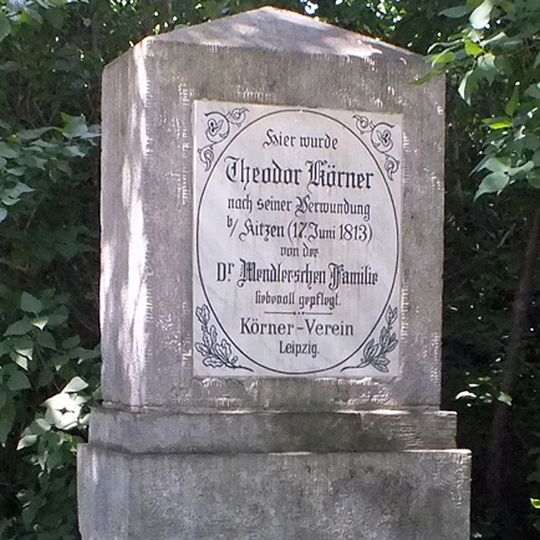 Hier wurde
Theodor Körner
nach seiner Verwundung
b/ Kitzen (17. Juni 1813)
von der
Dr Mendlerschen Familie
liebevoll gepflegt.
Körner-Verein
Leipzig.